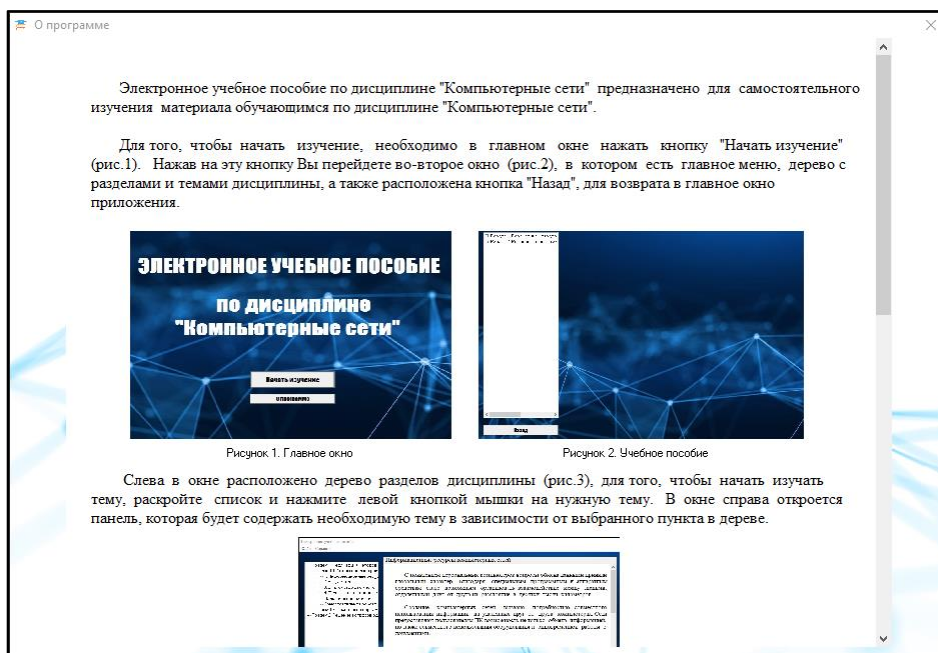 О программе
Электронное учебное пособие по дисциплине "Компьютерные сети" предназначено для самостоятельного
изучения материала обучающимся по дисциплине "Компьютерные сети".
Для того, чтобы начать изучение, необходимо в главном окне нажать кнопку "Начать изучение"
(рис.1). Нажав на эту кнопку Вы перейдете во-второе окно (рис.2), в котором есть главное меню, дерево с
разделами и темами дисциплины, а также расположена кнопка "Назад", для возврата в главное окно
приложения.
ЭЛЕКТРОННОЕ УЧЕБНОЕ ПОСОБИЕ
по дисциплине
"Компьютерные сети"
Начать изучение
О программе
Назад
Рисунок 1. Главное окно
Рисунок 2. Учебное пособие
Слева в окне расположено дерево разделов дисциплины (рис.3), для того, чтобы начать изучать
тему, раскройте список и нажмите левой кнопкой мышки на нужную тему. В окне справа откроется
панель, которая будет содержать необходимую тему в зависимости от выбранного пункта в дереве.